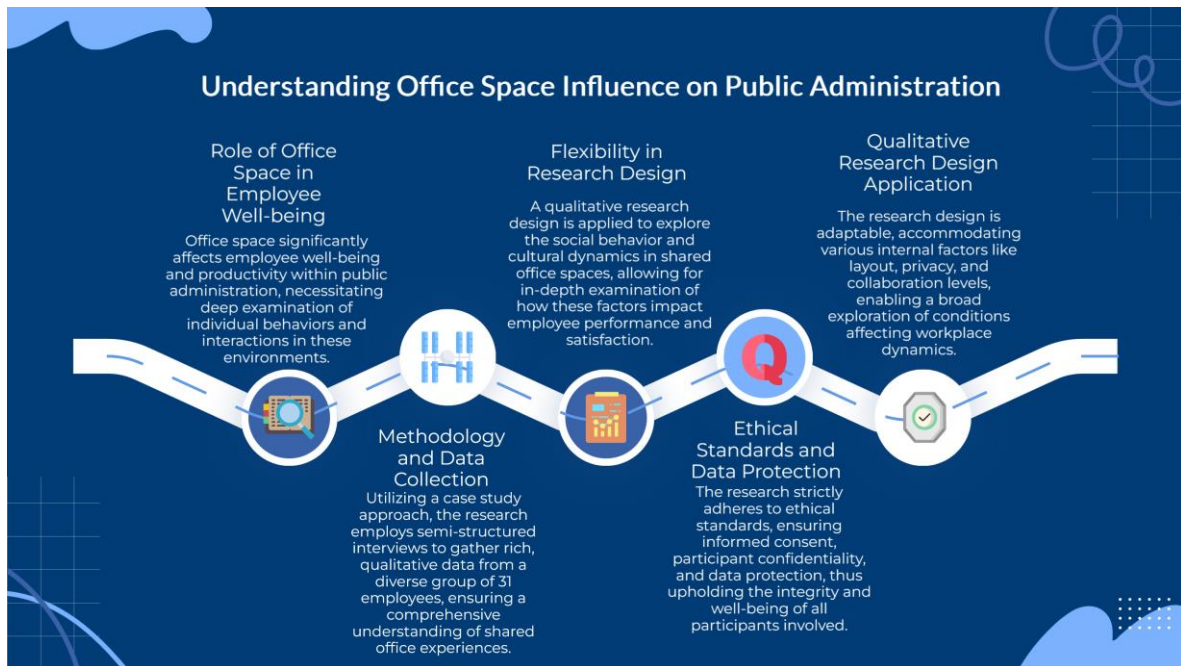 Understanding Office Space Influence on Public Administration
Role of Office
Space in
Employee
Well-being
Office space significantly
affects employee well-being
and productivity within public
administration, necessitating
deep examination of
individual behaviors and
interactions in these
environments.
Methodology
and Data
Collection
Utilizing a case study
approach, the research
employs semi-structured
interviews to gather rich,
qualitative data from a
diverse group of 31
employees, ensuring a
comprehensive
understanding of shared
office experiences.
Flexibility in
Research Design
A qualitative research
design is applied to explore
the social behavior and
cultural dynamics in shared
office spaces, allowing for
in-depth examination of
how these factors impact
employee performance and
satisfaction.
Q
Ethical
Standards and
Data Protection
The research strictly
adheres to ethical
standards, ensuring
informed consent,
participant confidentiality,
and data protection, thus
upholding the integrity and
well-being of all
participants involved.
Qualitative
Research Design
Application
The research design is
adaptable, accommodating
various internal factors like
layout, privacy, and
collaboration levels,
enabling a broad
exploration of conditions
affecting workplace
dynamics.